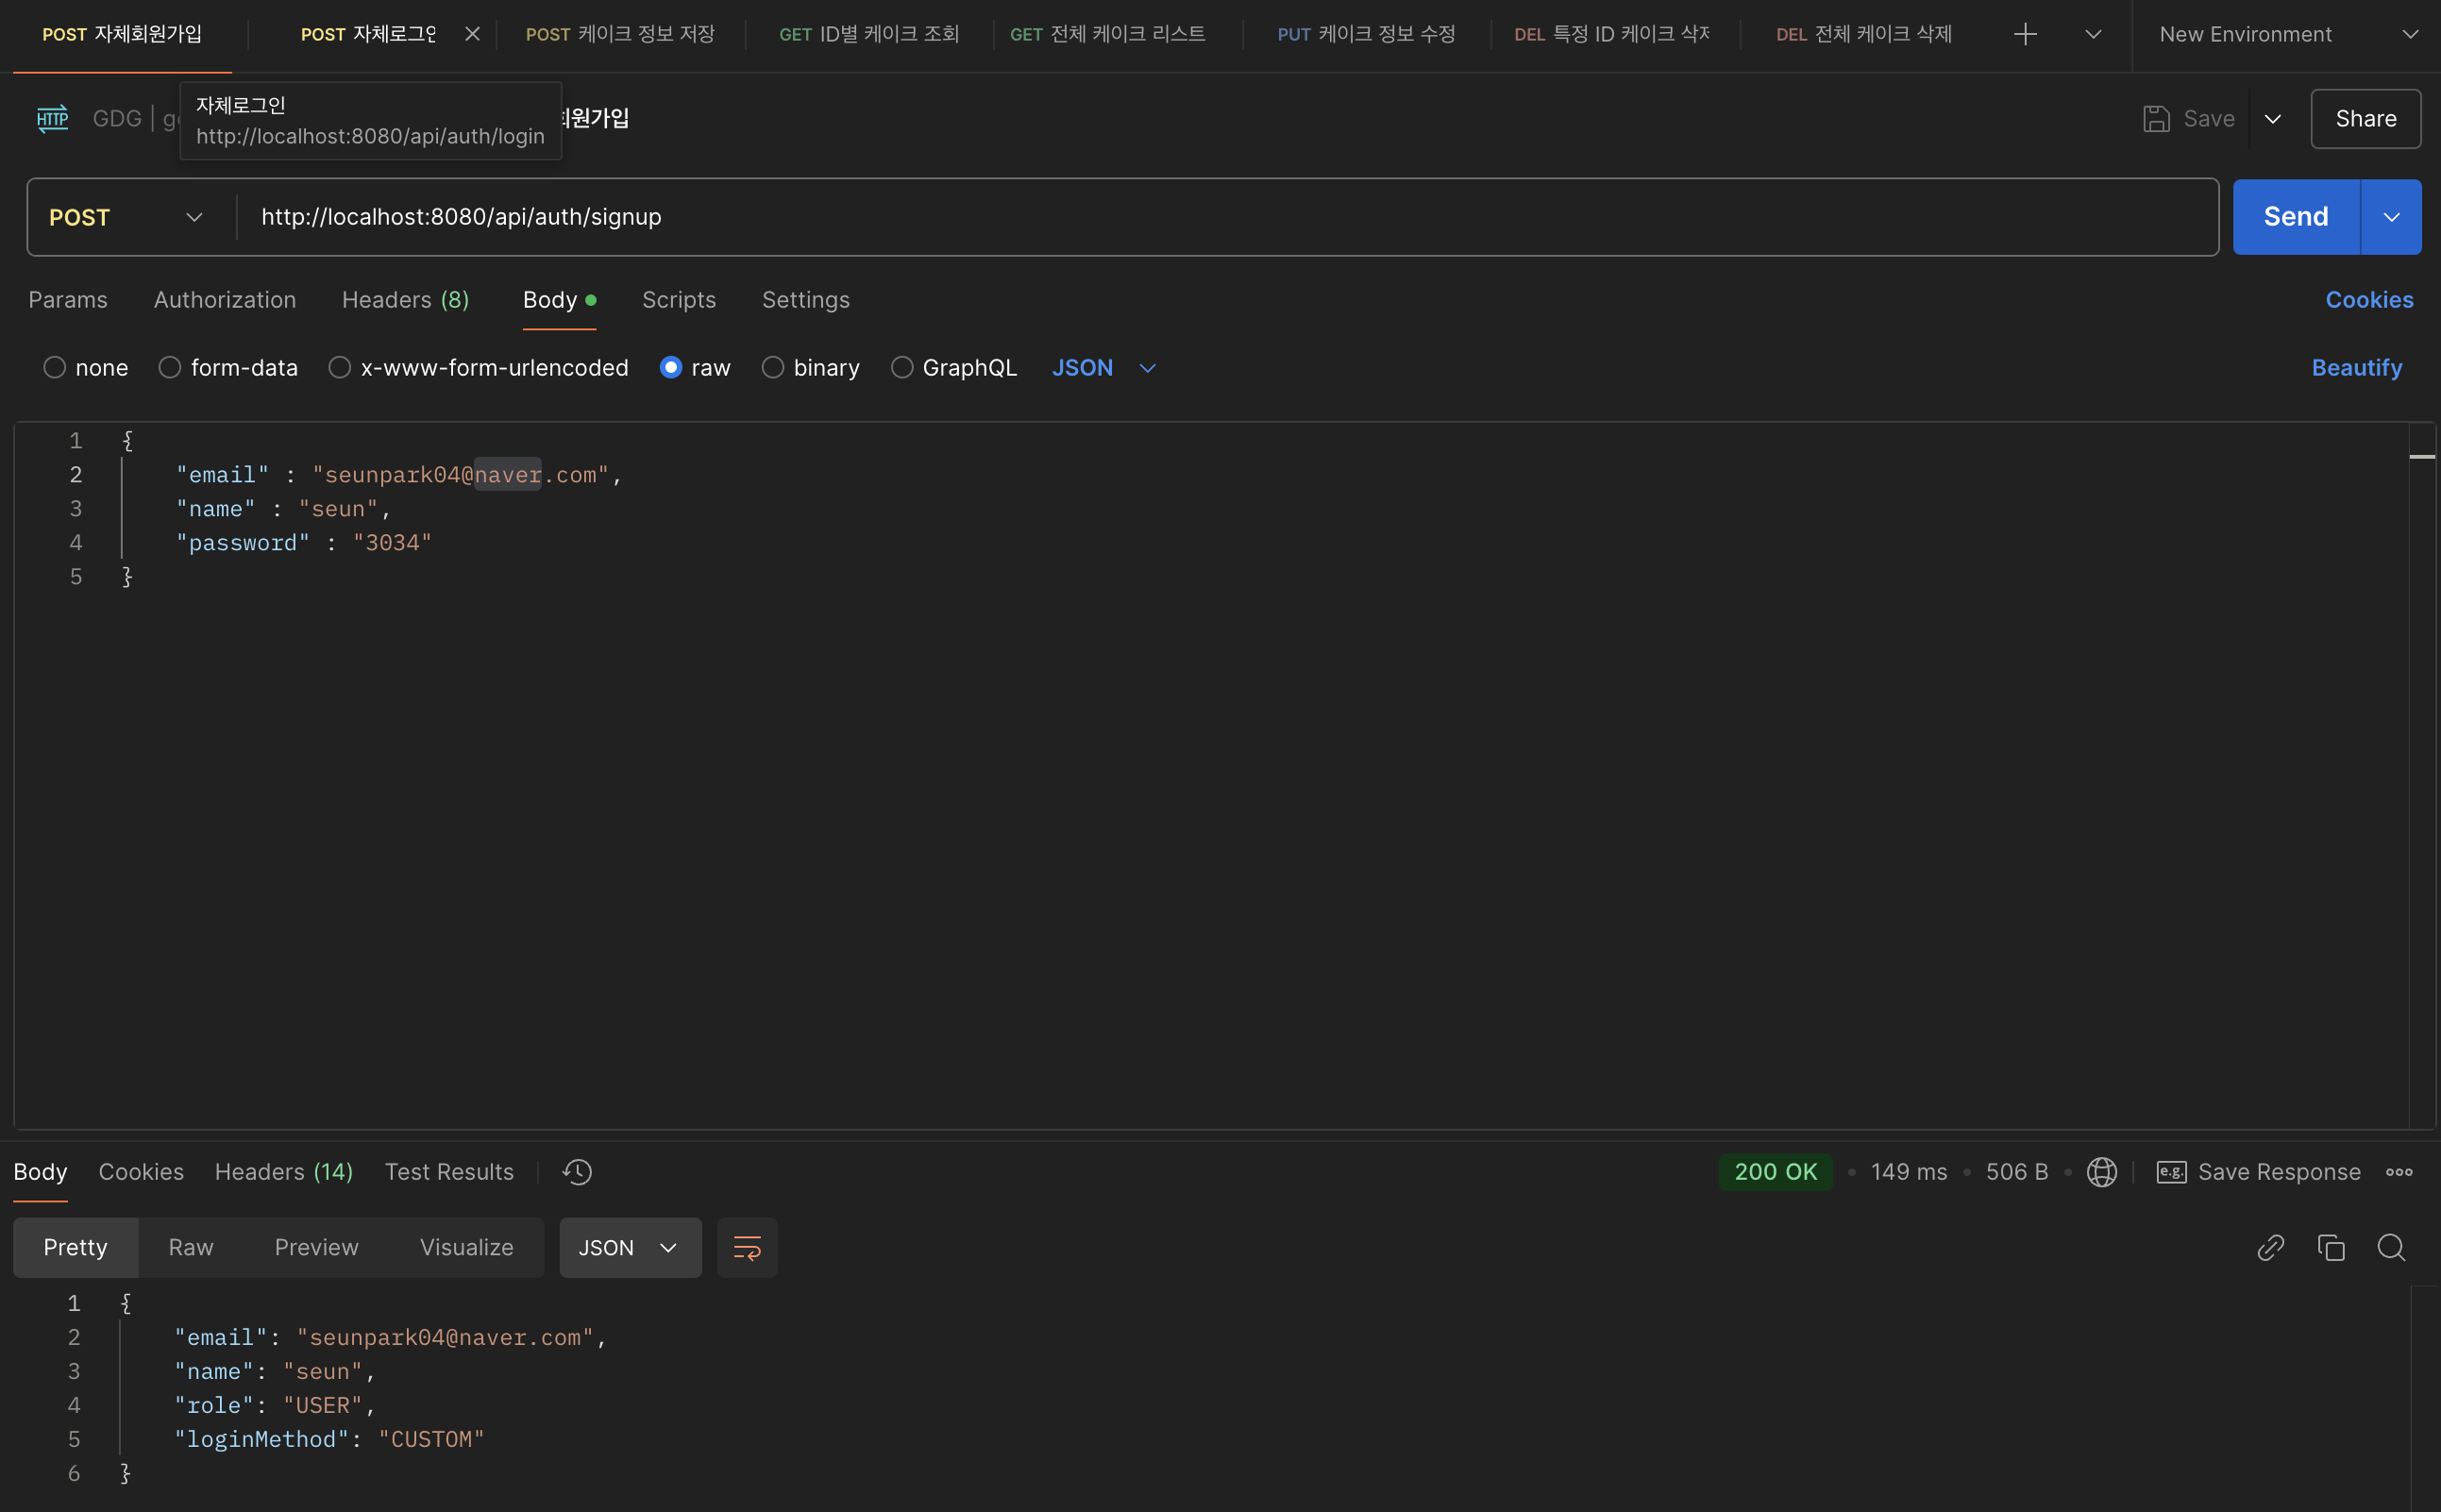 POST 자체회원가입 POST 자체로그인 POST 케이크 정보 저장 GET ID별 케이크 조회 GET 전체 케이크 리스트 PUT 케이크 정보 수정 DEL 특정 ID 케이크 DEL 전체 케이크 삭제 New Environment
자체로그인
http://localhost:8080/api/auth/login
HTTP GDG 회원가입 Save Share
POST http://localhost:8080/api/auth/signup Send
Params Authorization Headers (8) Body Scripts Settings Cookies
none form-data x-www-form-urlencoded raw binary GraphQL JSON Beautify
1 {
2 "email" : "seunpark04@naver.com",
3 "name" : "seun",
4 "password" : "3034"
5 }
Body Cookies Headers (14) Test Results 200 OK 149 ms 506 B e.g. Save Response
Pretty Raw Preview Visualize JSON
1 {
2 "email": "seunpark04@naver.com",
3 "name": "seun",
4 "role": "USER",
5 "loginMethod": "CUSTOM"
6 }